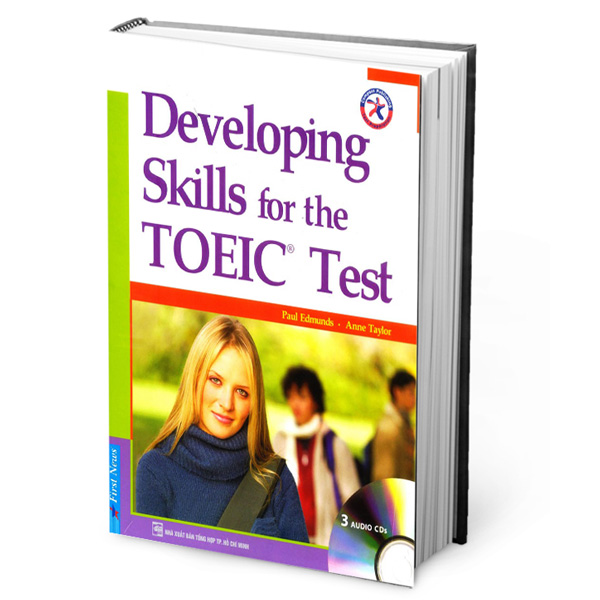 Developing
Skills for the
TOEIC® Test
Paul Edmunds · Anne Taylor
First News
3 AUDIO CDs
NHÀ XUẤT BẢN TỔNG HỢP TP. HỒ CHÍ MINH